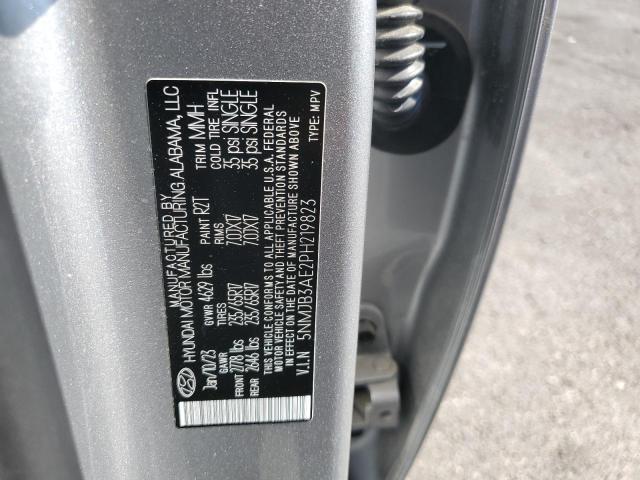 MANUFACTURED BY
HYUNDAI MOTOR MANUFACTURING ALABAMA, LLC
Jan/10/23 GVWR 4629 lbs PAINT R2T TRIM MMH
GAWR TIRES RIMS COLD TIRE INFL
FRONT 2778 lbs 235/65R17 7.0JX17 35 psi SINGLE
REAR 2646 lbs 235/65R17 7.0JX17 35 psi SINGLE
THIS VEHICLE CONFORMS TO ALL APPLICABLE U.S.A. FEDERAL
MOTOR VEHICLE SAFETY AND THEFT PREVENTION STANDARDS
IN EFFECT ON THE DATE OF MANUFACTURE SHOWN ABOVE
V.I.N 5NMJB3AE2PH219823 TYPE: MPV